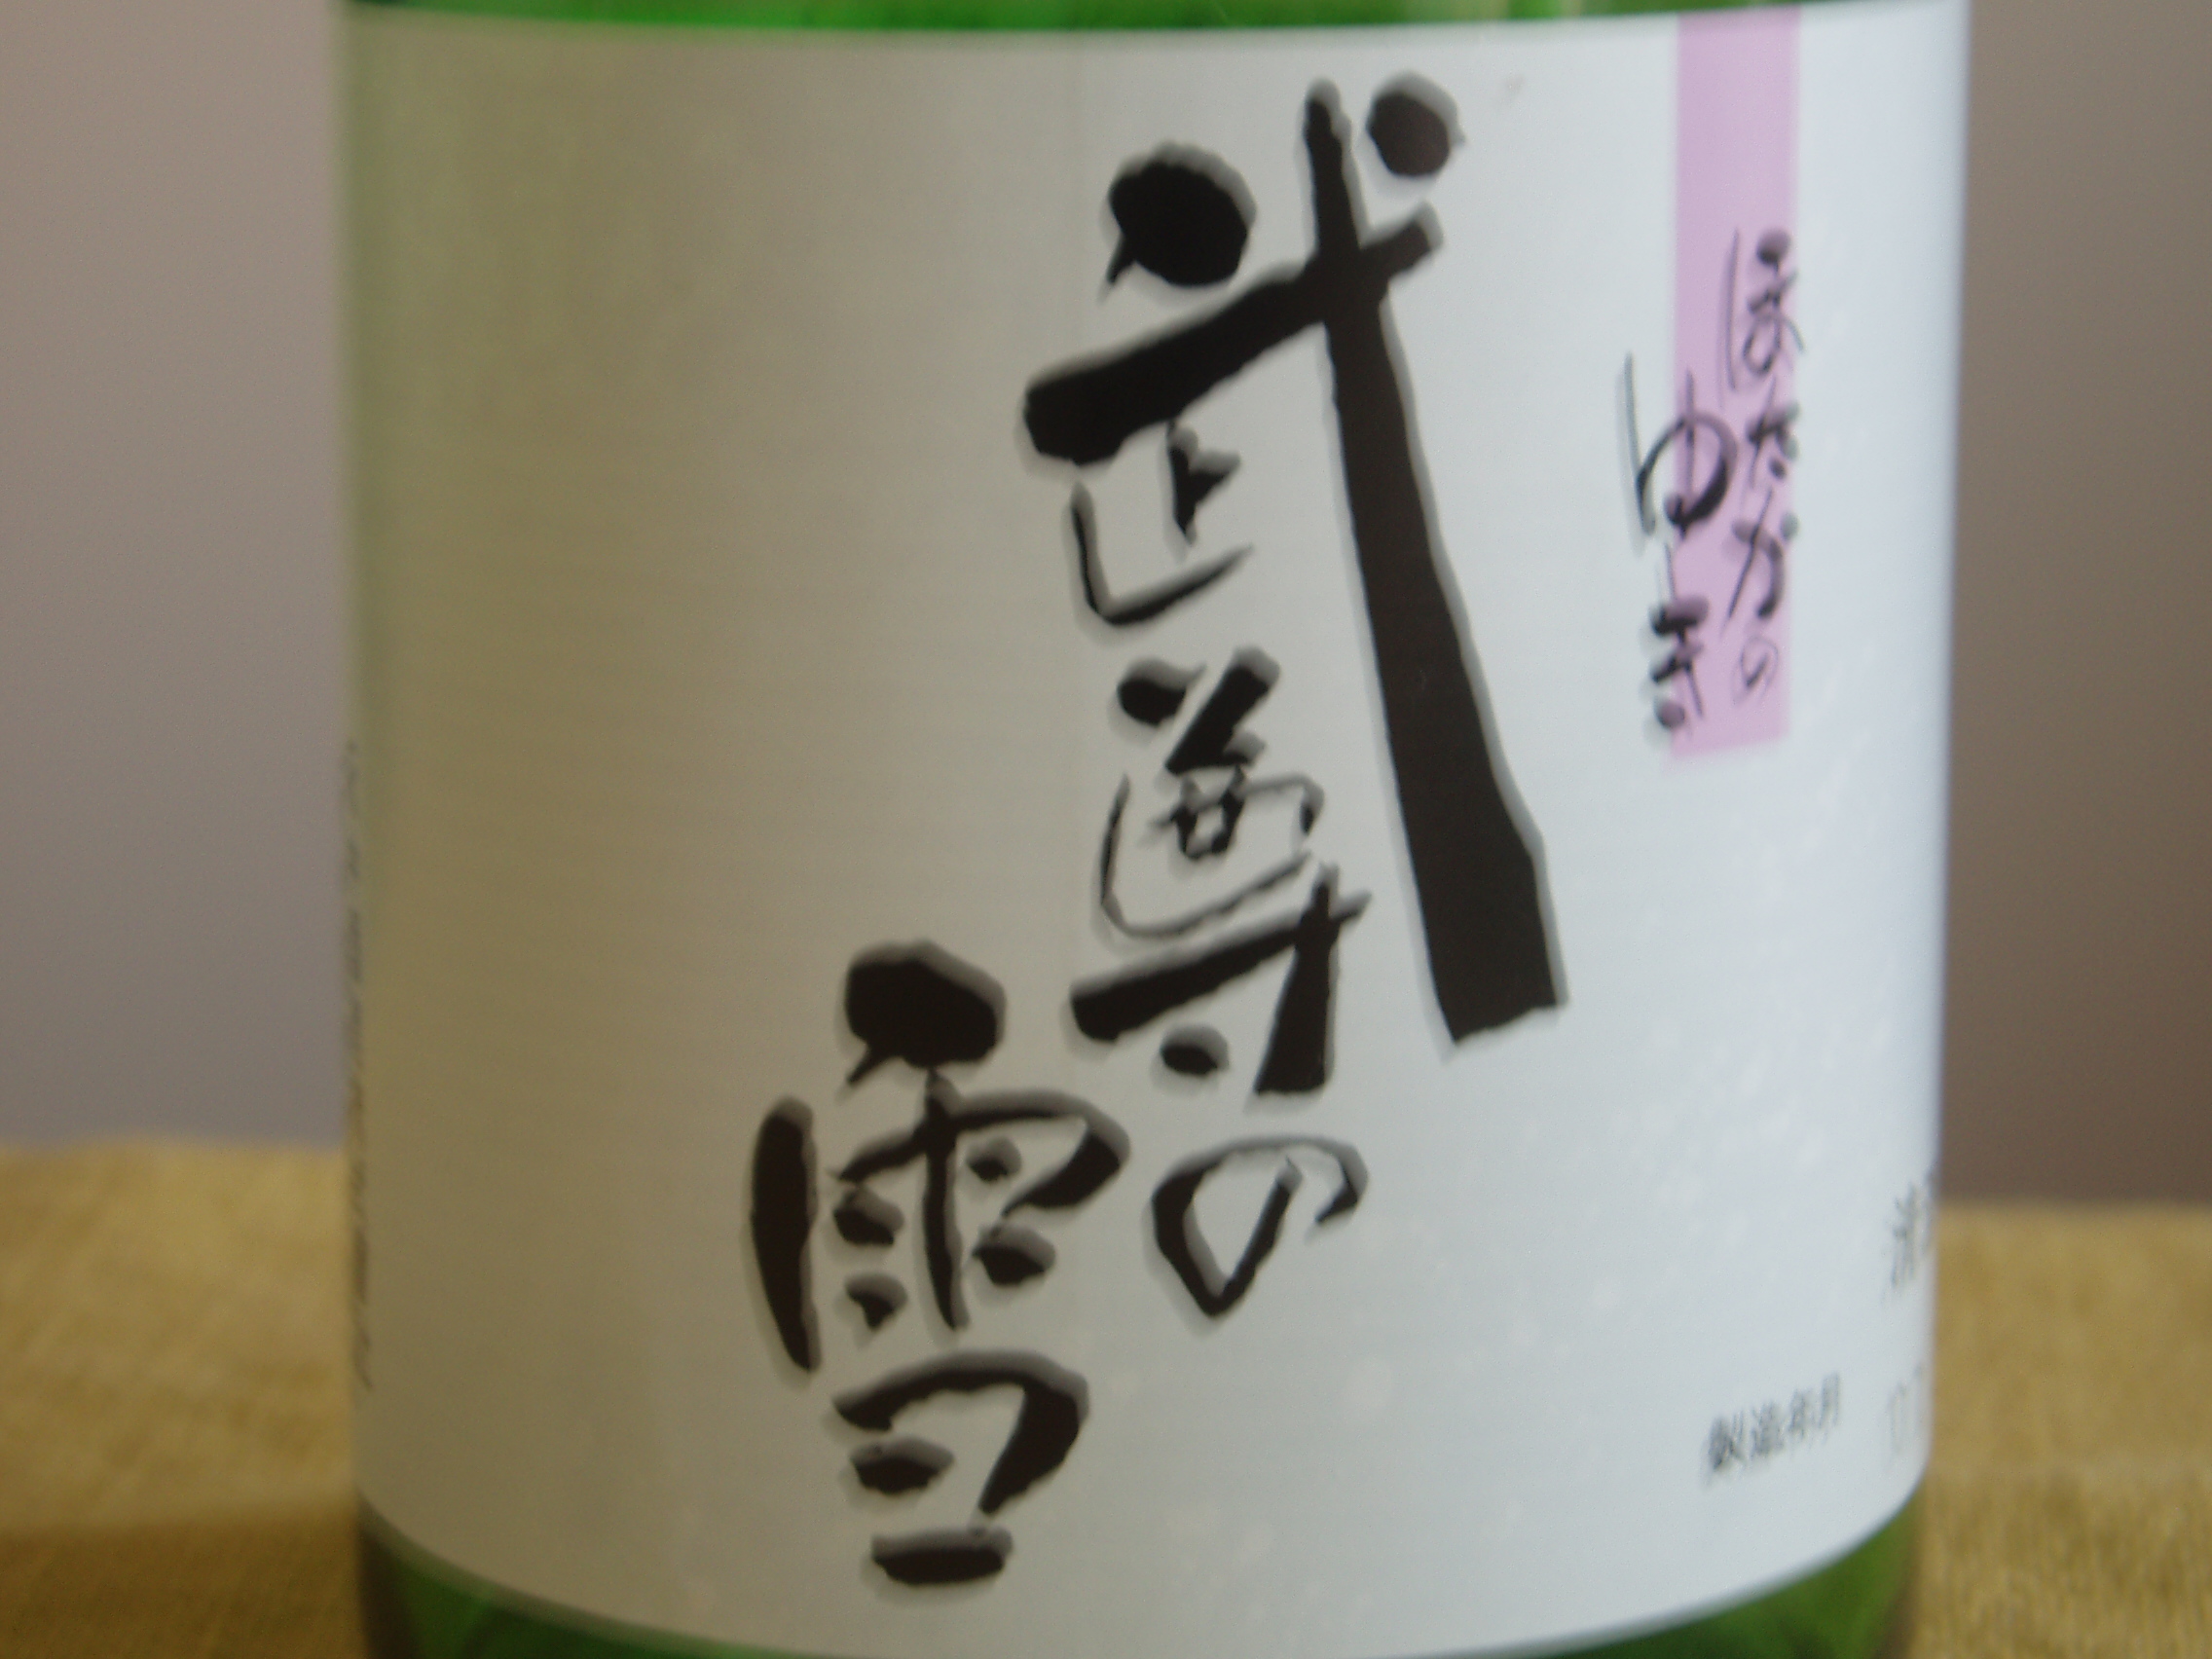 ほたかの
ゆき
武尊の
雪
製造年月